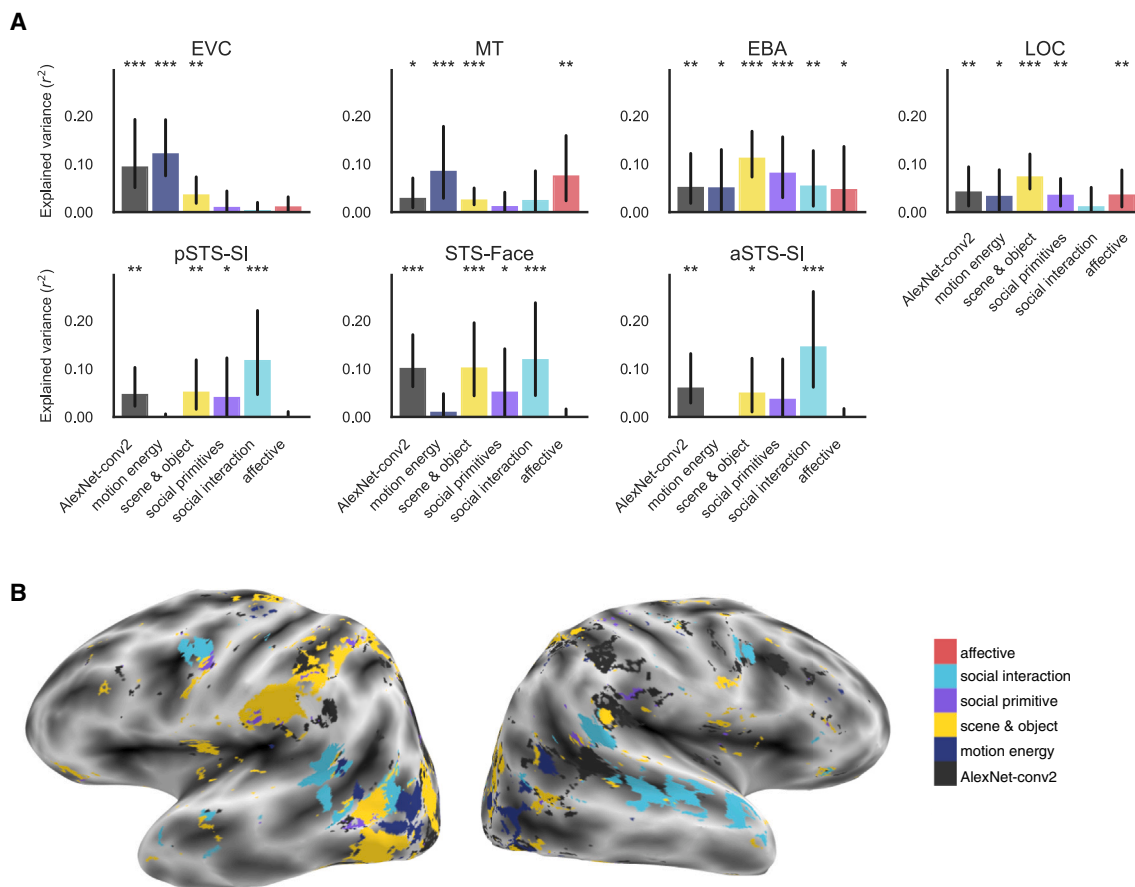 A
EVC
MT
EBA
LOC
*** *** **
* *** *** **
** * *** *** ** *
** * *** ** **
Explained variance (r²)
0.20
0.10
0.00
0.20
0.10
0.00
0.20
0.10
0.00
0.20
0.10
0.00
AlexNet-conv2
motion energy
scene & object
social primitives
social interaction
affective
pSTS-SI
STS-Face
aSTS-SI
** ** * ***
*** *** * ***
** * ***
Explained variance (r²)
0.20
0.10
0.00
0.20
0.10
0.00
0.20
0.10
0.00
AlexNet-conv2
motion energy
scene & object
social primitives
social interaction
affective
AlexNet-conv2
motion energy
scene & object
social primitives
social interaction
affective
AlexNet-conv2
motion energy
scene & object
social primitives
social interaction
affective
B
affective
social interaction
social primitive
scene & object
motion energy
AlexNet-conv2